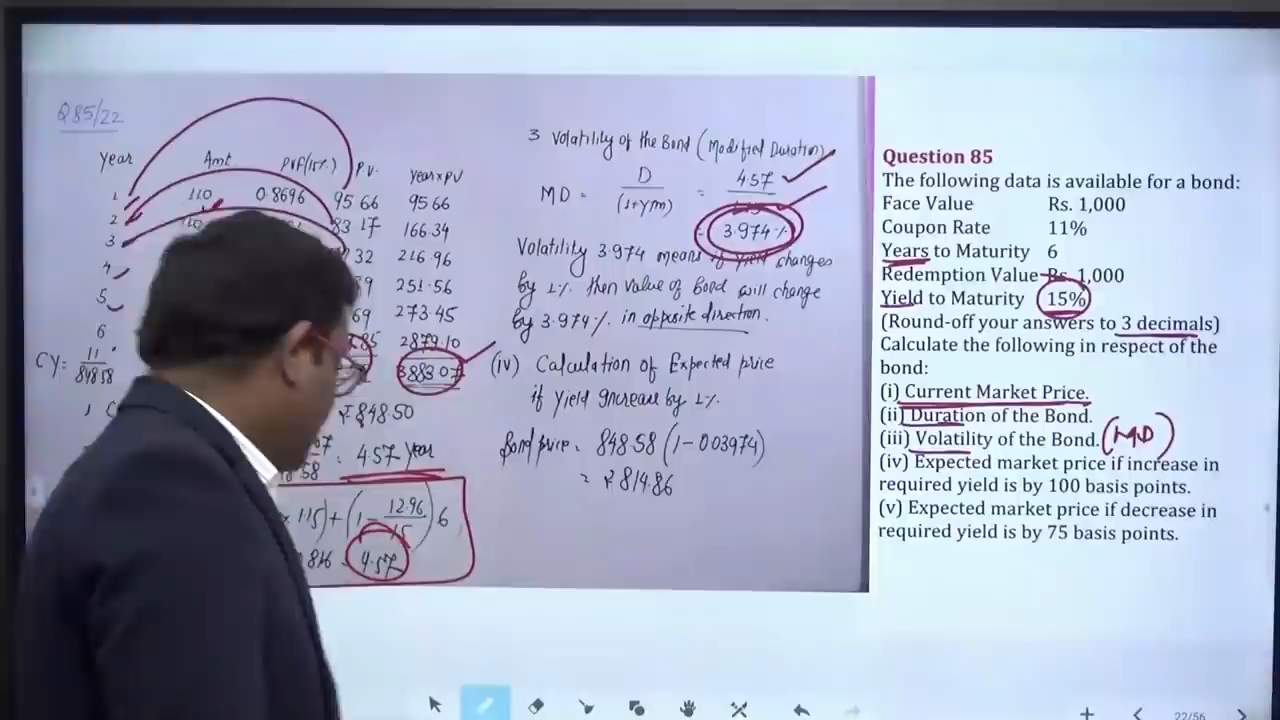 Q85/22
Year Amt PVF(15%) P.V. Year×PV
1 110 0.8696 95.66 95.66
2 83.17 166.34
3 32 216.96
4 251.56
5 69 273.45
6 85 2879.10
3883.07
CY = 11
848.58
₹848.50
= 4.57 year
× 115) + (1 - 12.96
15) 6
4.57
3 Volatility of the Bond (Modified Duration)
MD = D = 4.57
(1+YTM)
= 3.974%
Volatility 3.974 means if yield changes
by 1% then value of Bond will change
by 3.974% in opposite direction.
(iv) Calculation of Expected price
if Yield Increase by 1%
Bond price = 848.58 (1 - 0.03974)
= ₹814.86
Question 85
The following data is available for a bond:
Face Value Rs. 1,000
Coupon Rate 11%
Years to Maturity 6
Redemption Value Rs. 1,000
Yield to Maturity 15%
(Round-off your answers to 3 decimals)
Calculate the following in respect of the
bond:
(i) Current Market Price.
(ii) Duration of the Bond.
(iii) Volatility of the Bond. (MD)
(iv) Expected market price if increase in
required yield is by 100 basis points.
(v) Expected market price if decrease in
required yield is by 75 basis points.
22/56